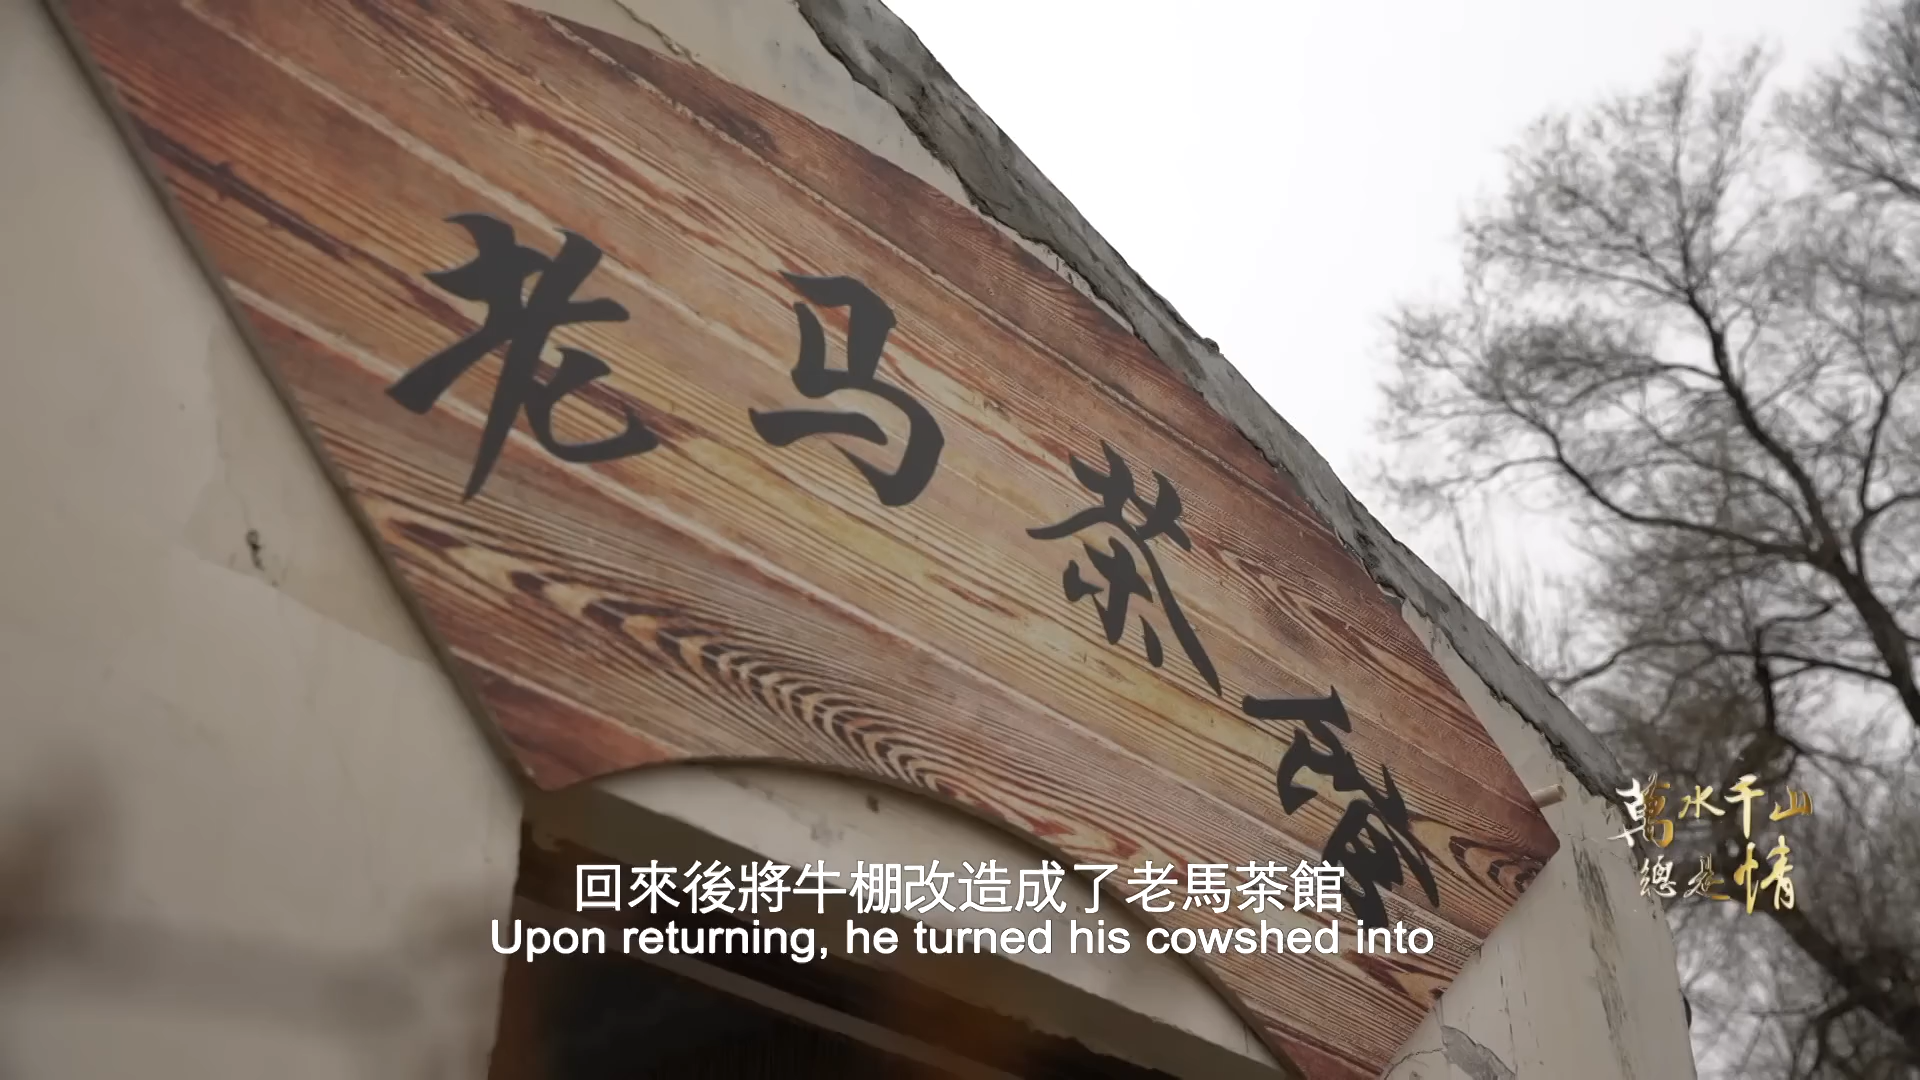 老马茶馆
萬水千山
總是情
回來後將牛棚改造成了老馬茶館
Upon returning, he turned his cowshed into